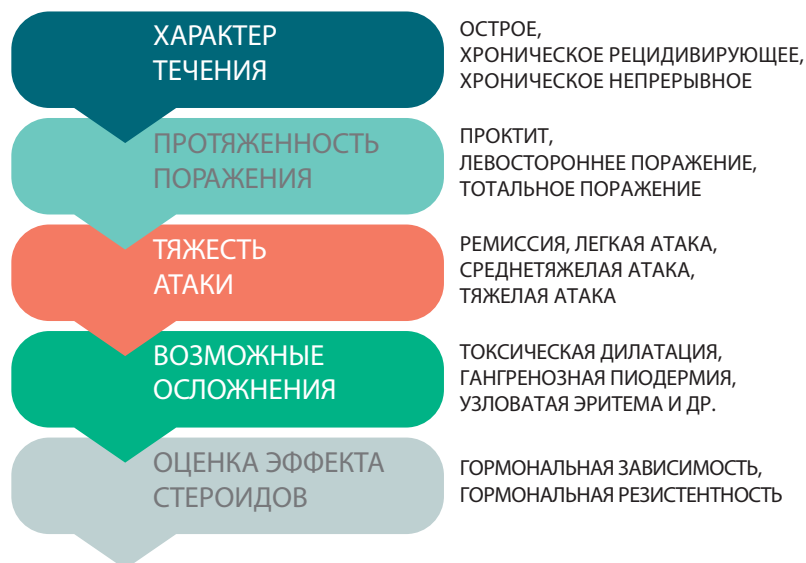 ХАРАКТЕР
ТЕЧЕНИЯ
ОСТРОЕ,
ХРОНИЧЕСКОЕ РЕЦИДИВИРУЮЩЕЕ,
ХРОНИЧЕСКОЕ НЕПРЕРЫВНОЕ
ПРОТЯЖЕННОСТЬ
ПОРАЖЕНИЯ
ПРОКТИТ,
ЛЕВОСТОРОННЕЕ ПОРАЖЕНИЕ,
ТОТАЛЬНОЕ ПОРАЖЕНИЕ
ТЯЖЕСТЬ
АТАКИ
РЕМИССИЯ, ЛЕГКАЯ АТАКА,
СРЕДНЕТЯЖЕЛАЯ АТАКА,
ТЯЖЕЛАЯ АТАКА
ВОЗМОЖНЫЕ
ОСЛОЖНЕНИЯ
ТОКСИЧЕСКАЯ ДИЛАТАЦИЯ,
ГАНГРЕНОЗНАЯ ПИОДЕРМИЯ,
УЗЛОВАТАЯ ЭРИТЕМА И ДР.
ОЦЕНКА ЭФФЕКТА
СТЕРОИДОВ
ГОРМОНАЛЬНАЯ ЗАВИСИМОСТЬ,
ГОРМОНАЛЬНАЯ РЕЗИСТЕНТНОСТЬ